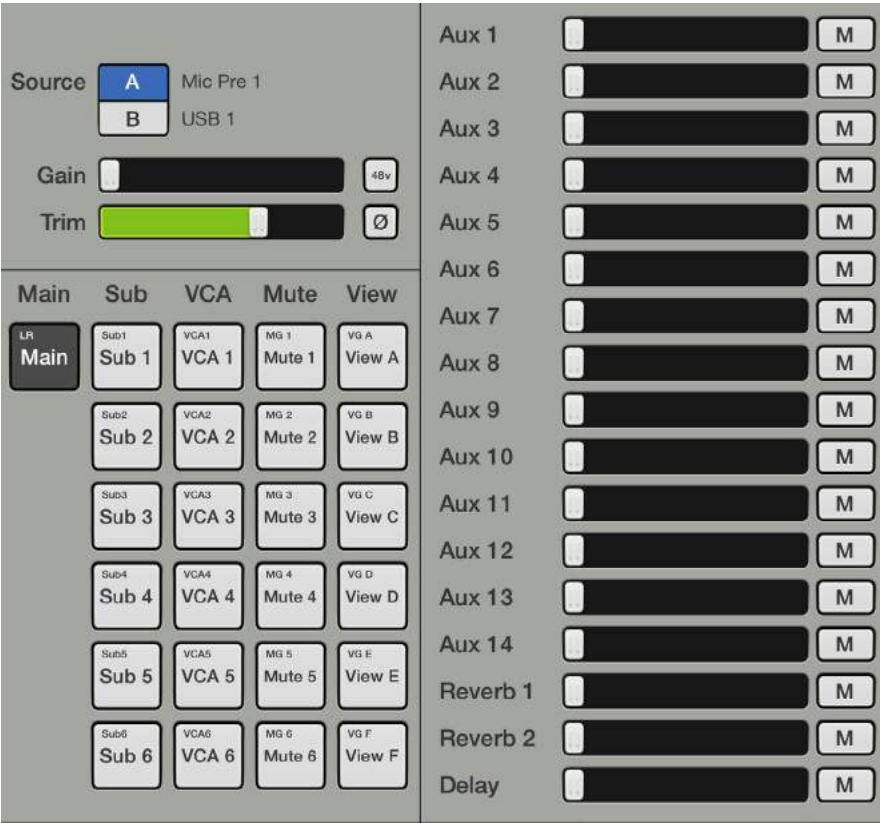 Source
A
Mic Pre 1
B
USB 1
Gain
48v
Trim
Ø
Main Sub VCA Mute View
LR Sub1 VCA1 MG 1 VG A
Main Sub 1 VCA 1 Mute 1 View A
Sub2 VCA2 MG 2 VG B
Sub 2 VCA 2 Mute 2 View B
Sub3 VCA3 MG 3 VG C
Sub 3 VCA 3 Mute 3 View C
Sub4 VCA4 MG 4 VG D
Sub 4 VCA 4 Mute 4 View D
Sub5 VCA5 MG 5 VG E
Sub 5 VCA 5 Mute 5 View E
Sub6 VCA6 MG 6 VG F
Sub 6 VCA 6 Mute 6 View F
Aux 1 M
Aux 2 M
Aux 3 M
Aux 4 M
Aux 5 M
Aux 6 M
Aux 7 M
Aux 8 M
Aux 9 M
Aux 10 M
Aux 11 M
Aux 12 M
Aux 13 M
Aux 14 M
Reverb 1 M
Reverb 2 M
Delay M